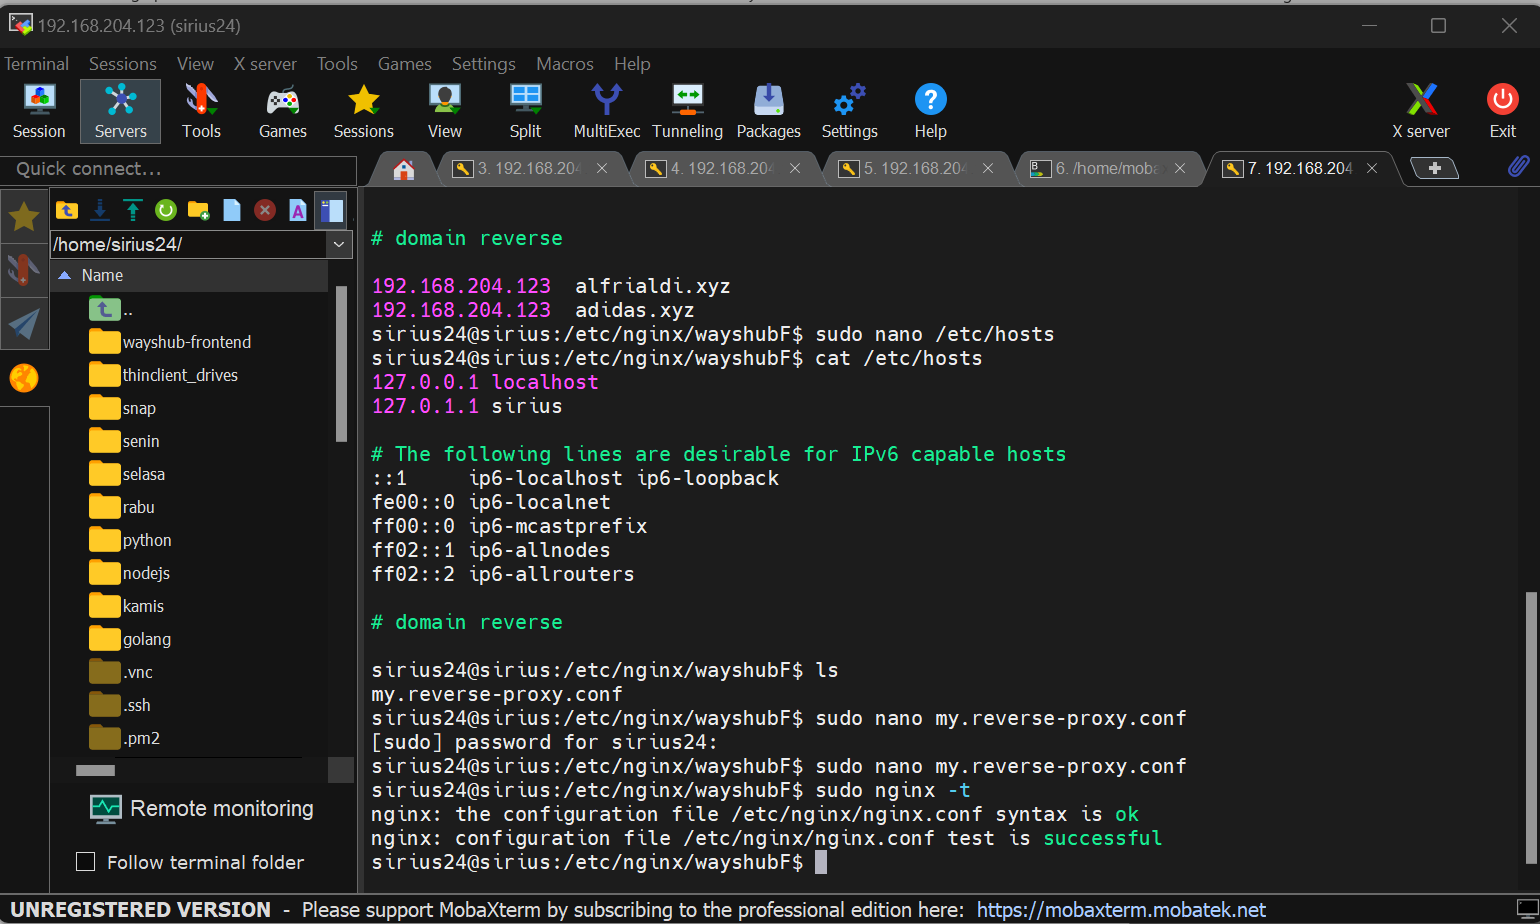 192.168.204.123 (sirius24)
Terminal Sessions View X server Tools Games Settings Macros Help
Session Servers Tools Games Sessions View Split MultiExec Tunneling Packages Settings Help X server Exit
Quick connect...
3. 192.168.204
4. 192.168.204
5. 192.168.204
6. /home/moba
7. 192.168.204
/home/sirius24/
Name
..
wayshub-frontend
thinclient_drives
snap
senin
selasa
rabu
python
nodejs
kamis
golang
.vnc
.ssh
.pm2
Remote monitoring
Follow terminal folder
# domain reverse
192.168.204.123  alfrialdi.xyz
192.168.204.123  adidas.xyz
sirius24@sirius:/etc/nginx/wayshubF$ sudo nano /etc/hosts
sirius24@sirius:/etc/nginx/wayshubF$ cat /etc/hosts
127.0.0.1 localhost
127.0.1.1 sirius
# The following lines are desirable for IPv6 capable hosts
::1     ip6-localhost ip6-loopback
fe00::0 ip6-localnet
ff00::0 ip6-mcastprefix
ff02::1 ip6-allnodes
ff02::2 ip6-allrouters
# domain reverse
sirius24@sirius:/etc/nginx/wayshubF$ ls
my.reverse-proxy.conf
sirius24@sirius:/etc/nginx/wayshubF$ sudo nano my.reverse-proxy.conf
[sudo] password for sirius24:
sirius24@sirius:/etc/nginx/wayshubF$ sudo nano my.reverse-proxy.conf
sirius24@sirius:/etc/nginx/wayshubF$ sudo nginx -t
nginx: the configuration file /etc/nginx/nginx.conf syntax is ok
nginx: configuration file /etc/nginx/nginx.conf test is successful
sirius24@sirius:/etc/nginx/wayshubF$
UNREGISTERED VERSION - Please support MobaXterm by subscribing to the professional edition here: https://mobaxterm.mobatek.net